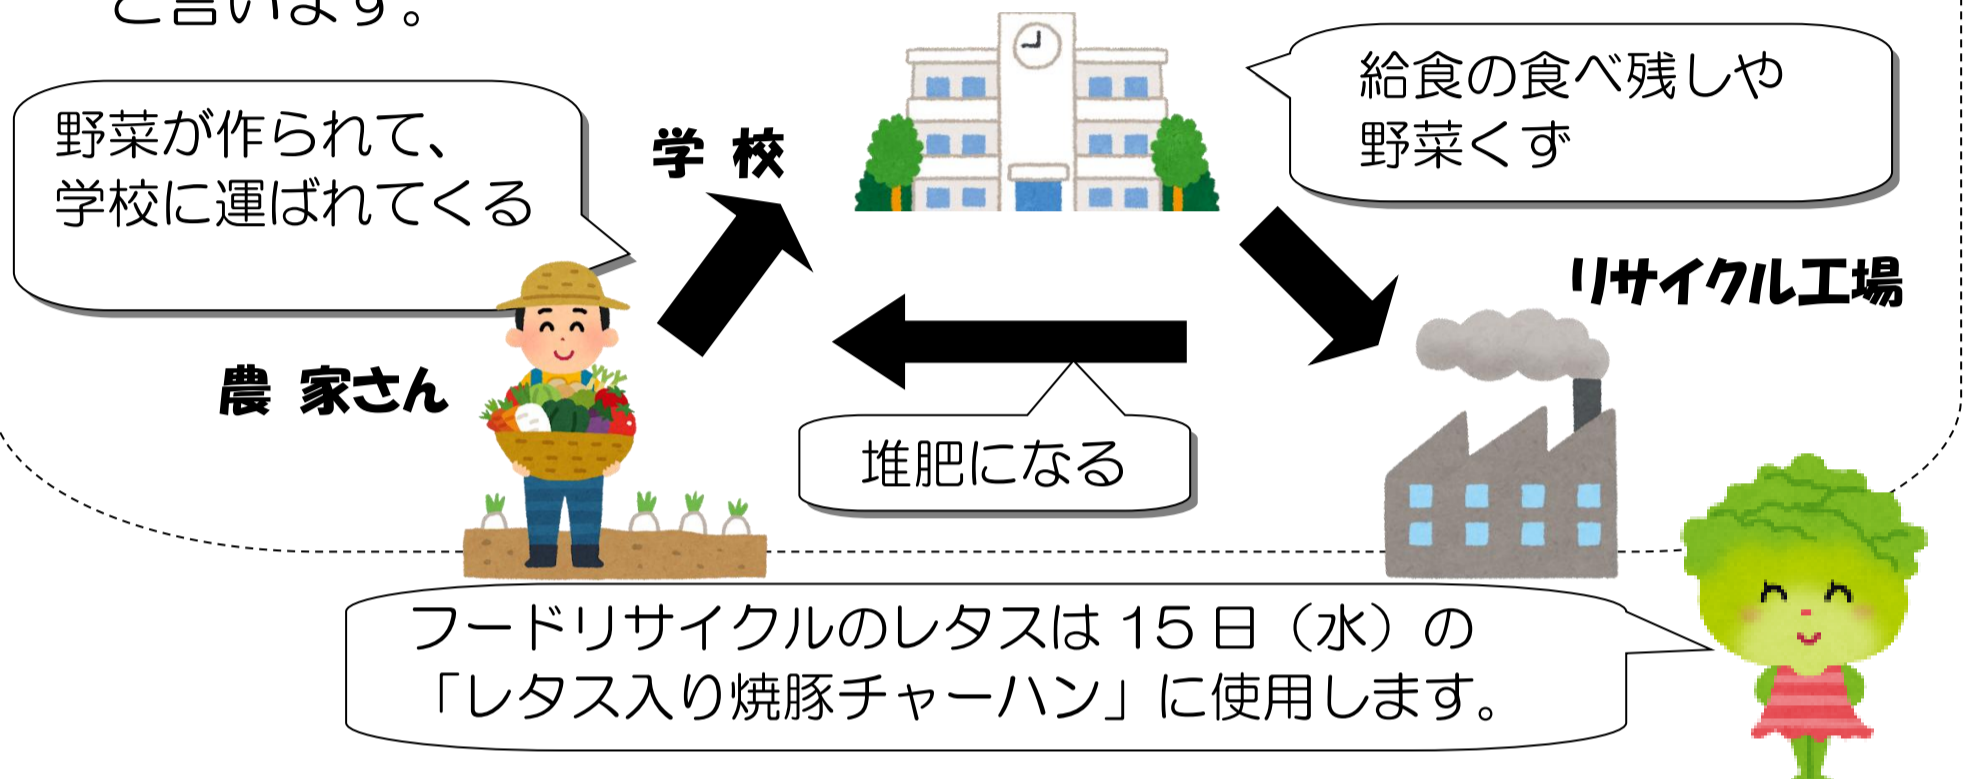 と言います。
給食の食べ残しや
野菜くず
野菜が作られて、
学校に運ばれてくる
学校
リサイクル工場
農家さん
堆肥になる
フードリサイクルのレタスは 15 日（水）の
「レタス入り焼豚チャーハン」に使用します。